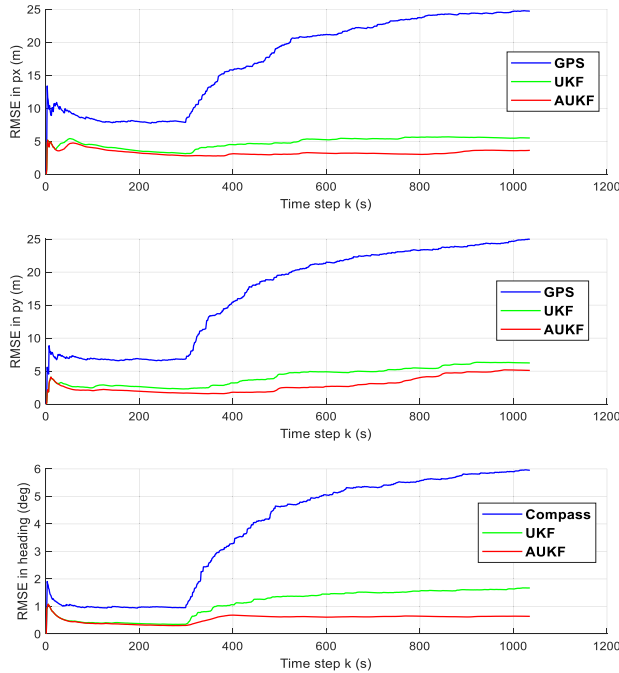 25
20
15
10
5
0
RMSE in px (m)
GPS
UKF
AUKF
0 200 400 600 800 1000 1200
Time step k (s)
25
20
15
10
5
0
RMSE in py (m)
GPS
UKF
AUKF
0 200 400 600 800 1000 1200
Time step k (s)
6
5
4
3
2
1
0
RMSE in heading (deg)
Compass
UKF
AUKF
0 200 400 600 800 1000 1200
Time step k (s)